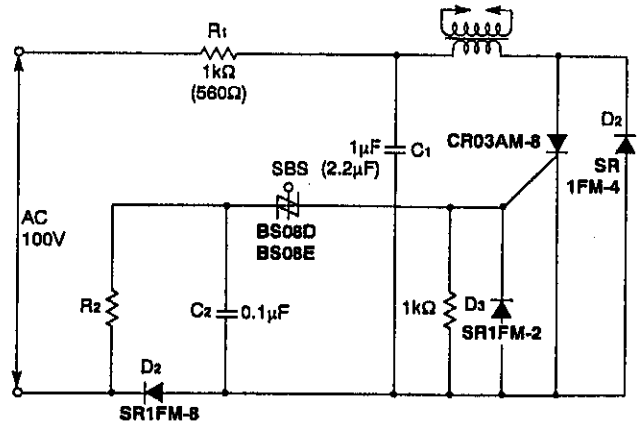 R1
1kΩ
(560Ω)
D2
1μF
C1
CR03AM-8
SBS
(2.2μF)
SR
1FM-4
AC
100V
BS08D
BS08E
R2
C2
0.1μF
1kΩ
D3
SR1FM-2
D2
SR1FM-8